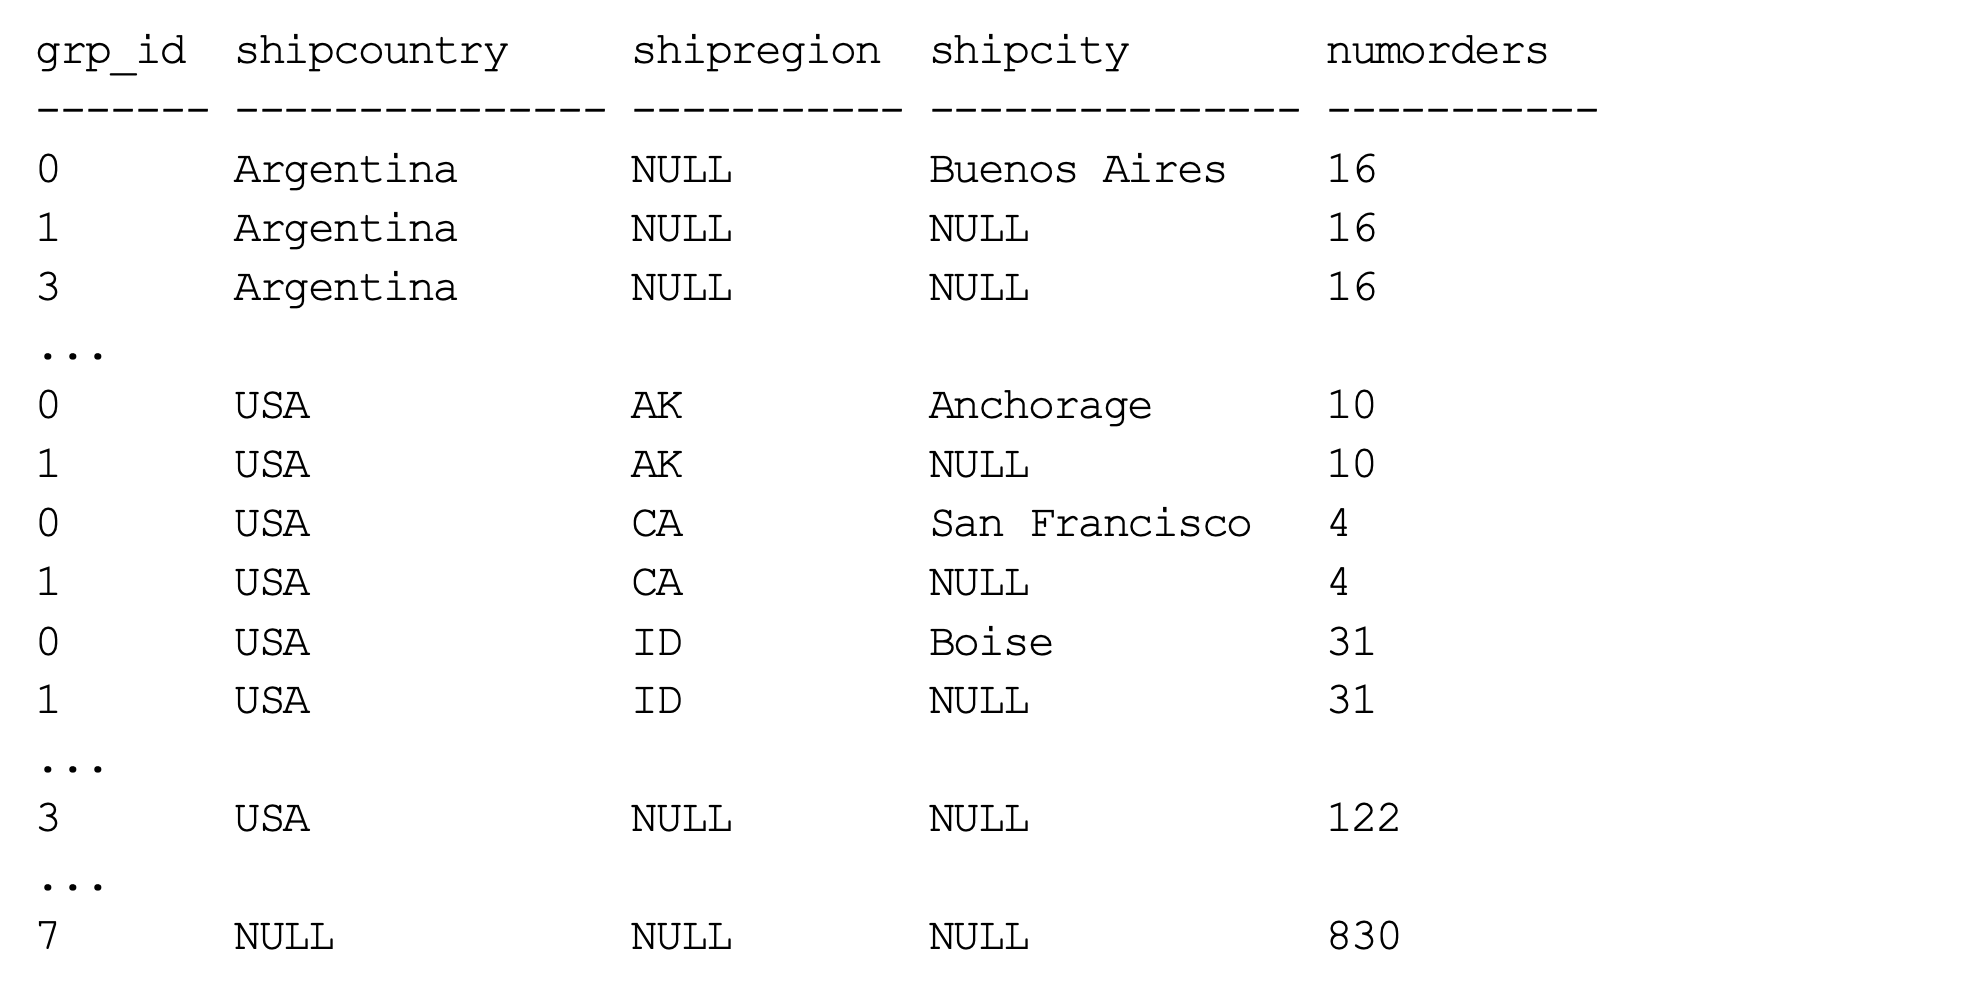 grp_id  shipcountry     shipregion  shipcity        numorders
------- --------------- ----------- --------------- -----------
0       Argentina       NULL        Buenos Aires    16
1       Argentina       NULL        NULL            16
3       Argentina       NULL        NULL            16
...
0       USA             AK          Anchorage       10
1       USA             AK          NULL            10
0       USA             CA          San Francisco   4
1       USA             CA          NULL            4
0       USA             ID          Boise           31
1       USA             ID          NULL            31
...
3       USA             NULL        NULL            122
...
7       NULL            NULL        NULL            830